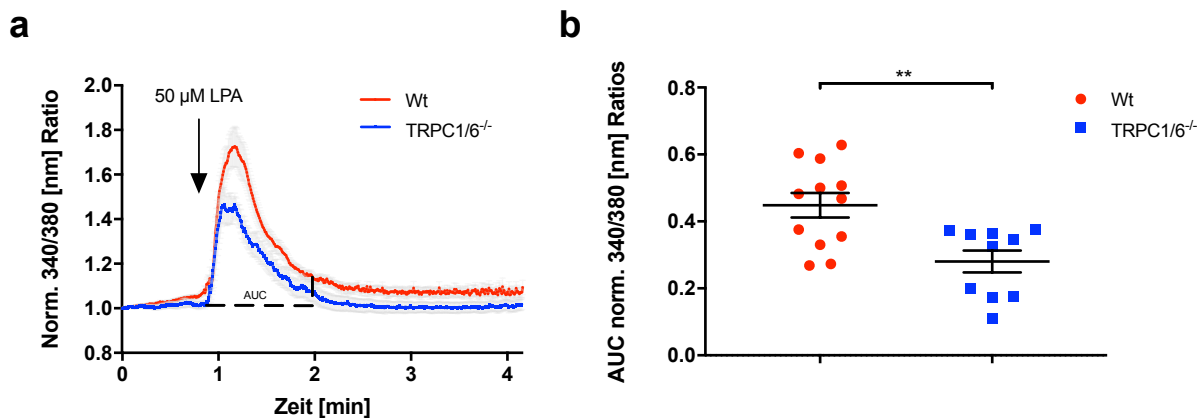 a
50 µM LPA
Wt
TRPC1/6-/-
Norm. 340/380 [nm] Ratio
2.0
1.8
1.6
1.4
1.2
1.0
0.8
AUC
0
1
2
3
4
Zeit [min]
b
**
Wt
TRPC1/6-/-
AUC norm. 340/380 [nm] Ratios
0.8
0.6
0.4
0.2
0.0